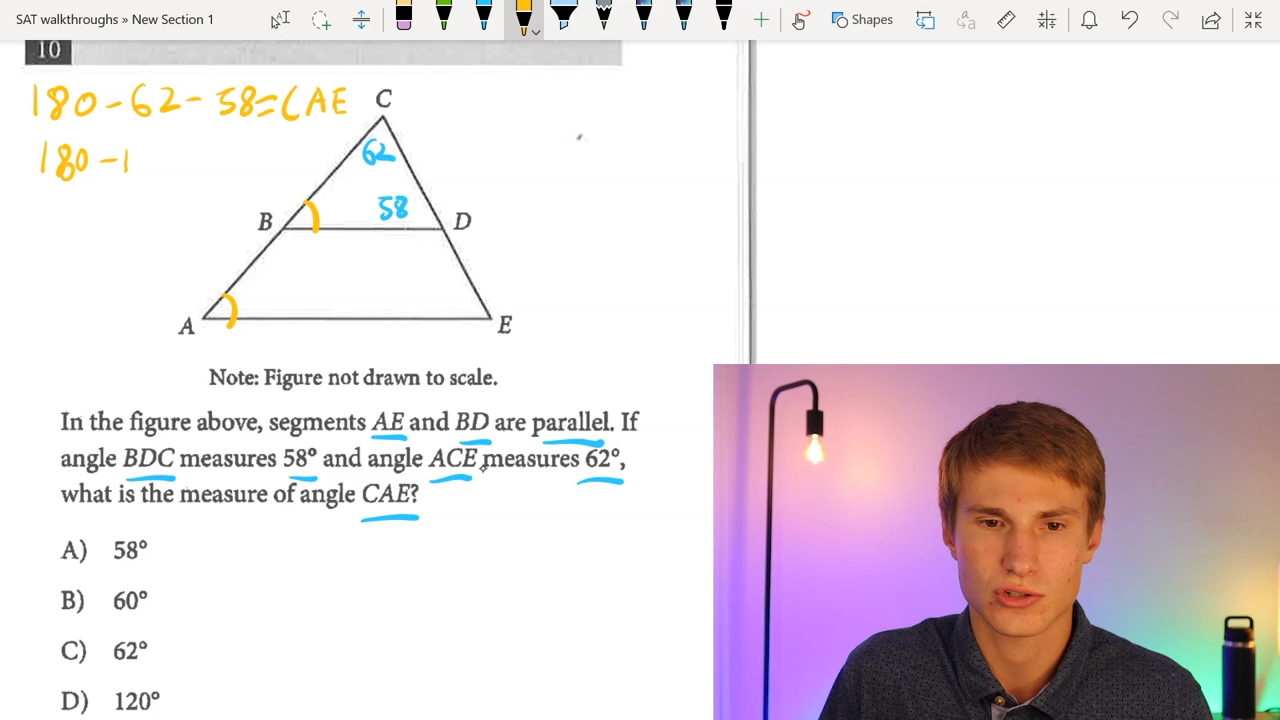 SAT walkthroughs » New Section 1
Shapes
10
180 - 62 - 58 = CAE
180 - 1
C
62
58
B
D
A
E
Note: Figure not drawn to scale.
In the figure above, segments AE and BD are parallel. If
angle BDC measures 58° and angle ACE measures 62°,
what is the measure of angle CAE?
A) 58°
B) 60°
C) 62°
D) 120°